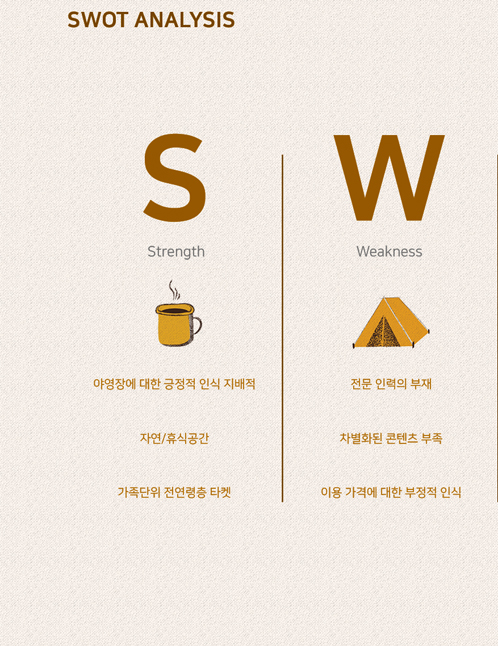 SWOT ANALYSIS
S
Strength
야영장에 대한 긍정적 인식 지배적
자연/휴식공간
가족단위 전연령층 타켓
W
Weakness
전문 인력의 부재
차별화된 콘텐츠 부족
이용 가격에 대한 부정적 인식